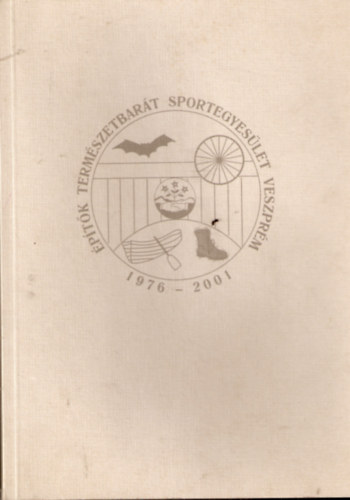 ÉPÍTŐK TERMÉSZETBARÁT SPORTEGYESÜLET VESZPRÉM
1976 – 2001